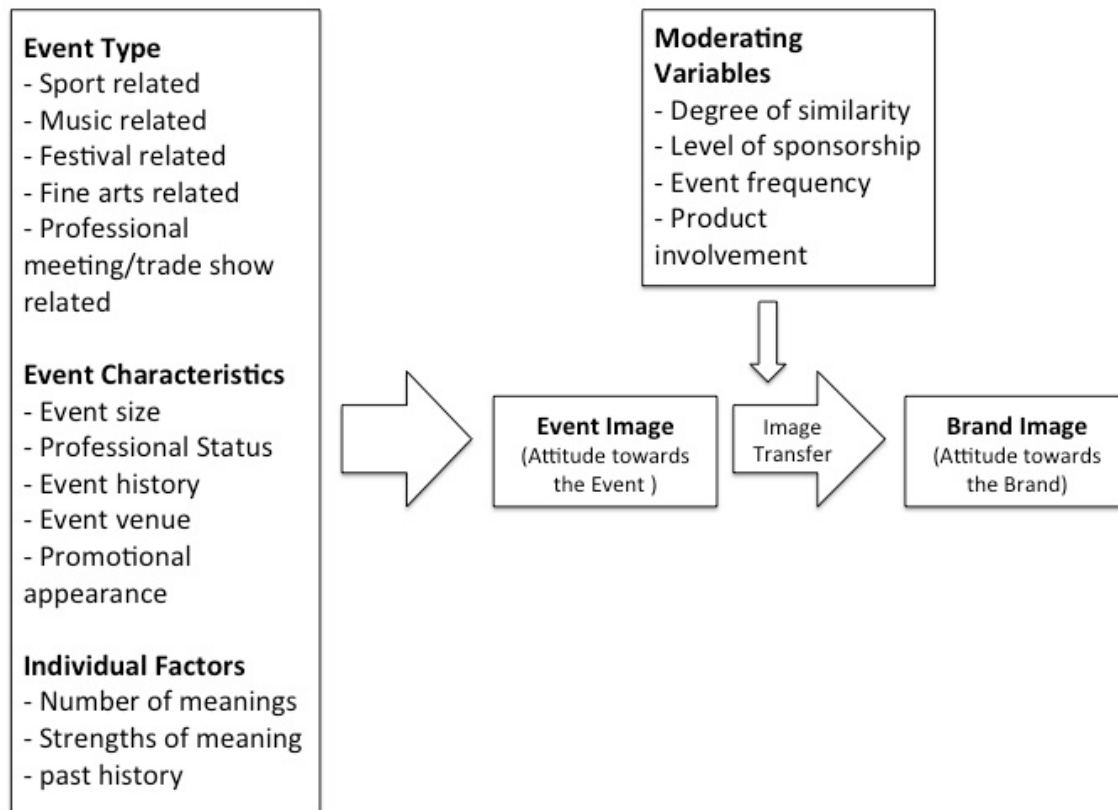 Event Type
- Sport related
- Music related
- Festival related
- Fine arts related
- Professional
meeting/trade show
related
Event Characteristics
- Event size
- Professional Status
- Event history
- Event venue
- Promotional
appearance
Individual Factors
- Number of meanings
- Strengths of meaning
- past history
Moderating
Variables
- Degree of similarity
- Level of sponsorship
- Event frequency
- Product
involvement
Event Image
(Attitude towards
the Event )
Image
Transfer
Brand Image
(Attitude towards
the Brand)